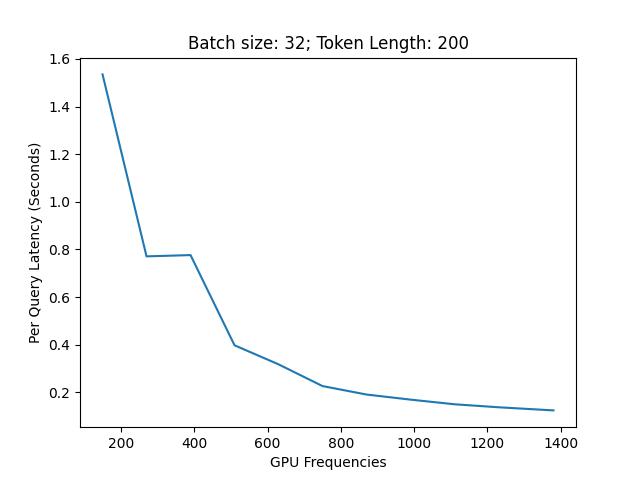 Batch size: 32; Token Length: 200
1.6
1.4
1.2
1.0
0.8
0.6
0.4
0.2
Per Query Latency (Seconds)
200 400 600 800 1000 1200 1400
GPU Frequencies